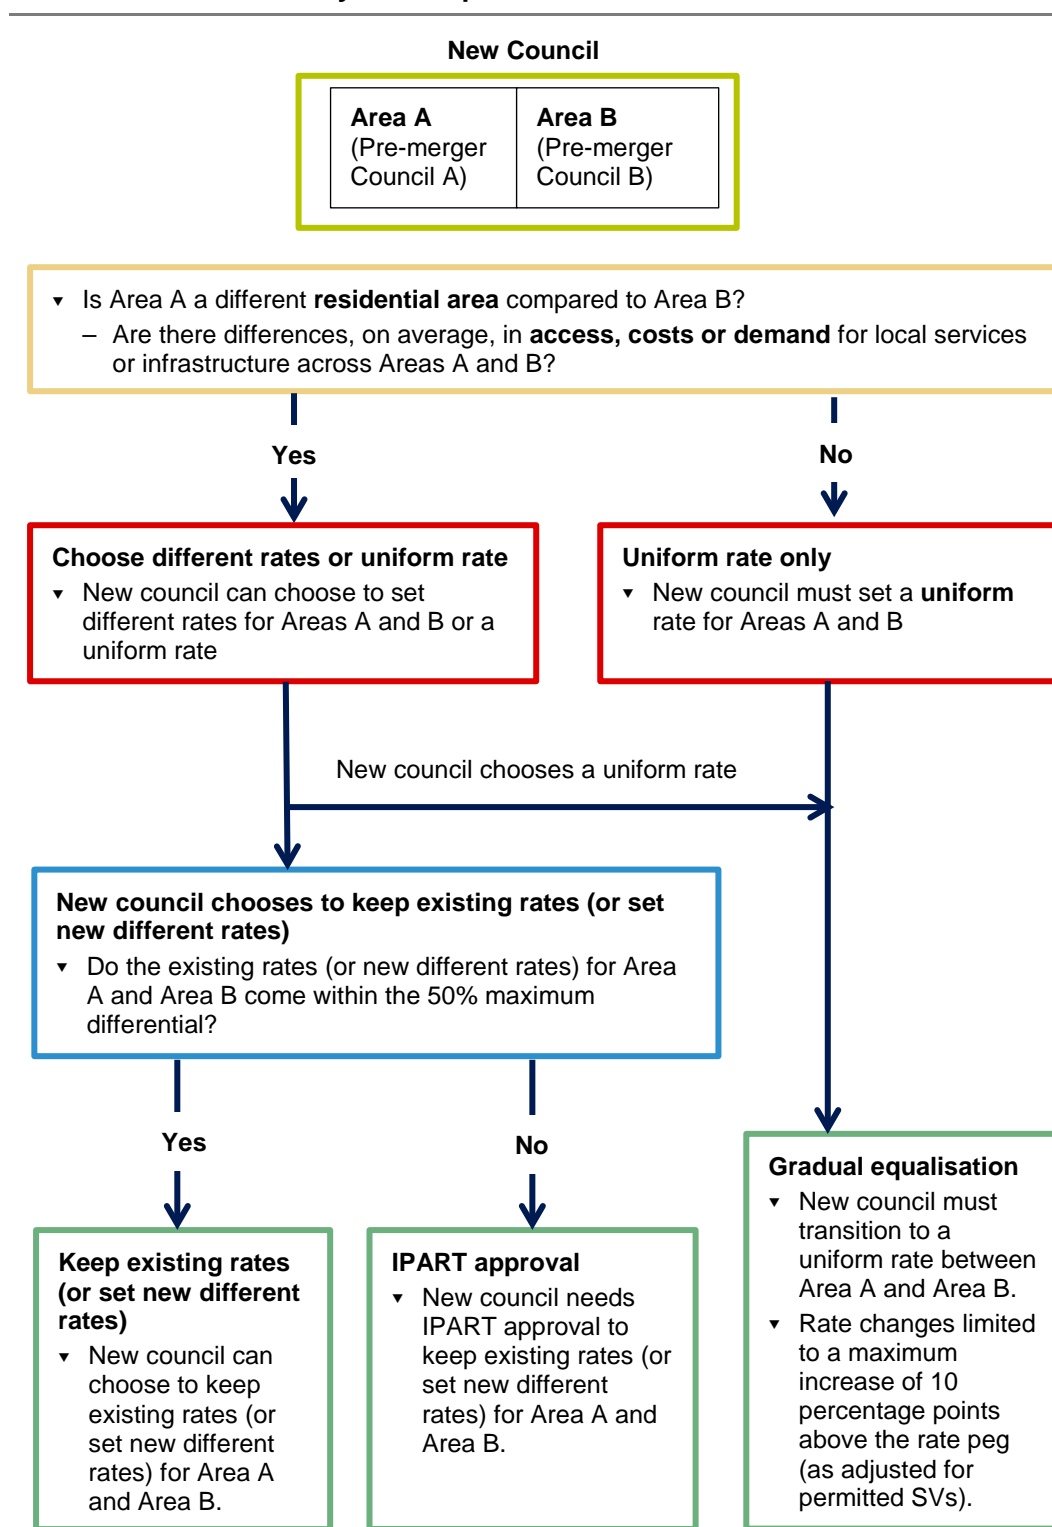 New Council
Area A
(Pre-merger
Council A)
Area B
(Pre-merger
Council B)
▾ Is Area A a different residential area compared to Area B?
– Are there differences, on average, in access, costs or demand for local services
or infrastructure across Areas A and B?
Yes
No
Choose different rates or uniform rate
▾ New council can choose to set
different rates for Areas A and B or a
uniform rate
Uniform rate only
▾ New council must set a uniform
rate for Areas A and B
New council chooses a uniform rate
New council chooses to keep existing rates (or set
new different rates)
▾ Do the existing rates (or new different rates) for Area
A and Area B come within the 50% maximum
differential?
Yes
No
Keep existing rates
(or set new different
rates)
▾ New council can
choose to keep
existing rates (or
set new different
rates) for Area A
and Area B.
IPART approval
▾ New council needs
IPART approval to
keep existing rates (or
set new different
rates) for Area A and
Area B.
Gradual equalisation
▾ New council must
transition to a
uniform rate between
Area A and Area B.
▾ Rate changes limited
to a maximum
increase of 10
percentage points
above the rate peg
(as adjusted for
permitted SVs).